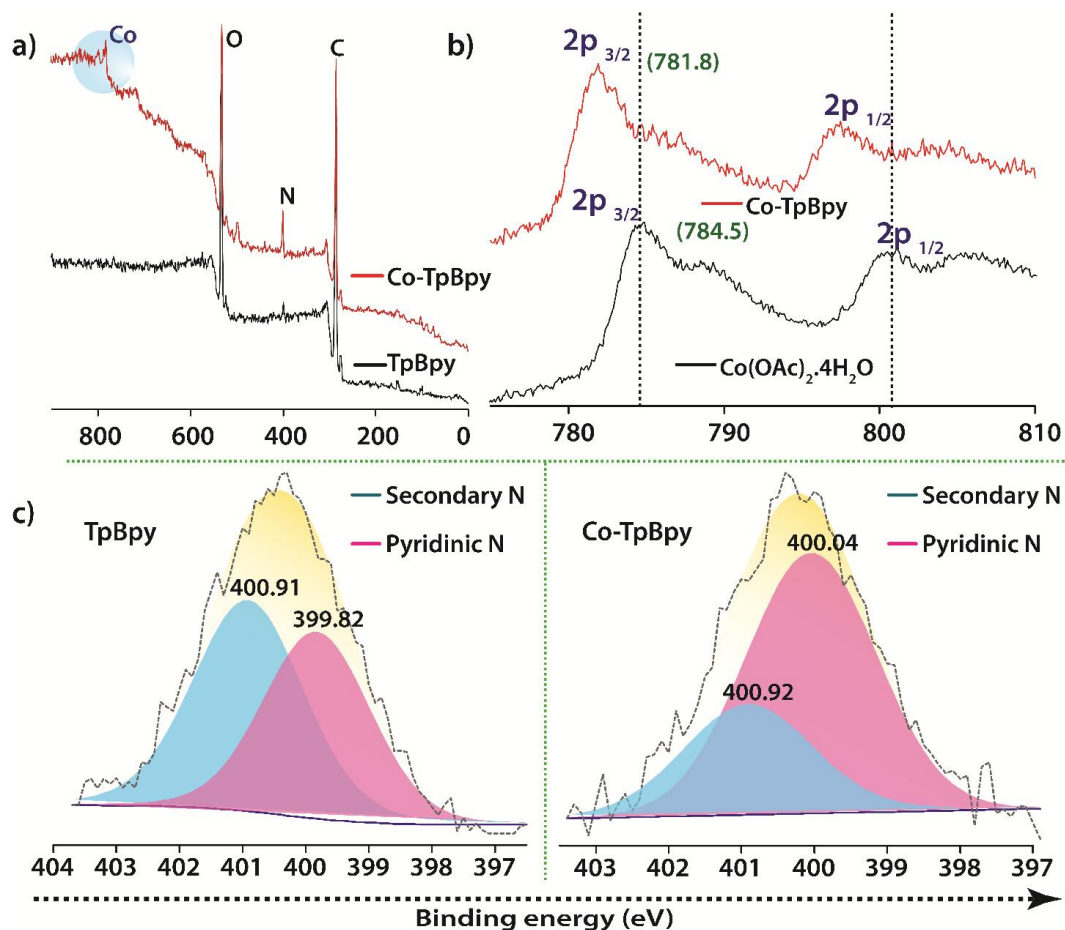 a)
Co
O
C
N
Co-TpBpy
TpBpy
800 600 400 200 0
b)
2p 3/2
(781.8)
2p 1/2
Co-TpBpy
2p 3/2
(784.5)
2p 1/2
Co(OAc)2.4H2O
780 790 800 810
c)
TpBpy
Secondary N
Pyridinic N
400.91
399.82
404 403 402 401 400 399 398 397
Co-TpBpy
Secondary N
Pyridinic N
400.04
400.92
403 402 401 400 399 398 397
Binding energy (eV)